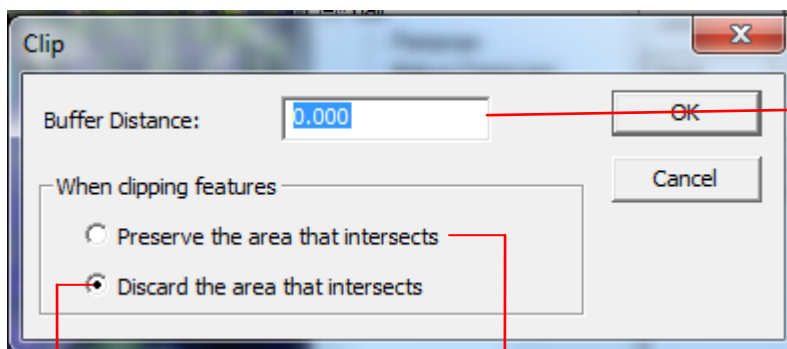 Clip
Buffer Distance: 0.000 OK
Cancel
When clipping features
Preserve the area that intersects
Discard the area that intersects